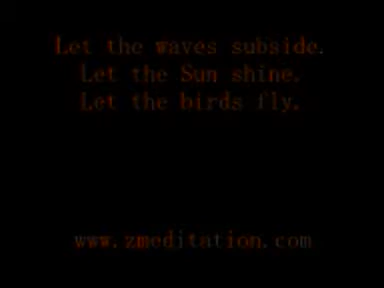 Let the waves subside.
Let the Sun shine.
Let the birds fly.
www.zmeditation.com